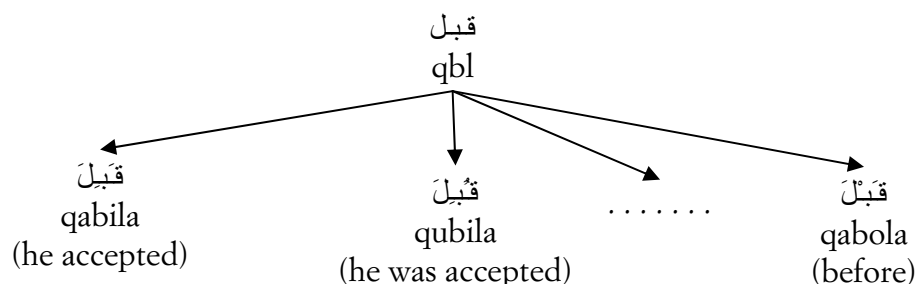 قبل
qbl
قَبِلَ
qabila
(he accepted)
قُبِلَ
qubila
(he was accepted)
.......
قَبْلَ
qabola
(before)